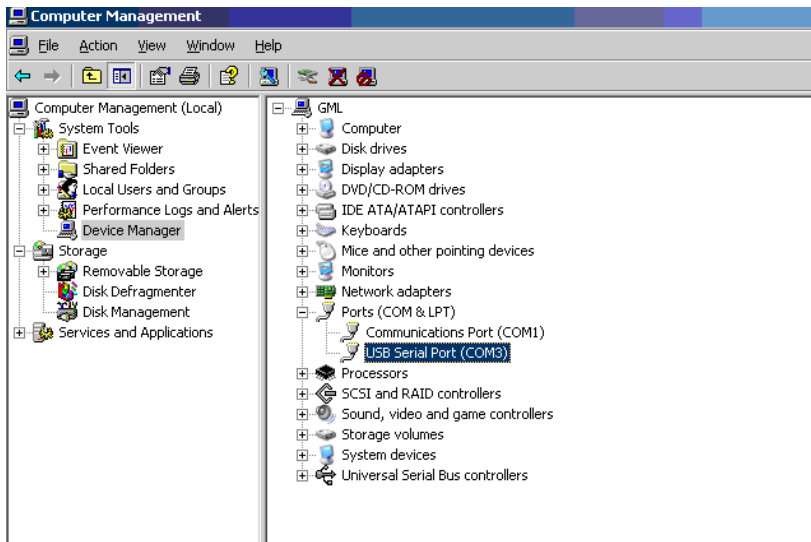 Computer Management
File Action View Window Help
Computer Management (Local)
System Tools
Event Viewer
Shared Folders
Local Users and Groups
Performance Logs and Alerts
Device Manager
Storage
Removable Storage
Disk Defragmenter
Disk Management
Services and Applications
GML
Computer
Disk drives
Display adapters
DVD/CD-ROM drives
IDE ATA/ATAPI controllers
Keyboards
Mice and other pointing devices
Monitors
Network adapters
Ports (COM & LPT)
Communications Port (COM1)
USB Serial Port (COM3)
Processors
SCSI and RAID controllers
Sound, video and game controllers
Storage volumes
System devices
Universal Serial Bus controllers